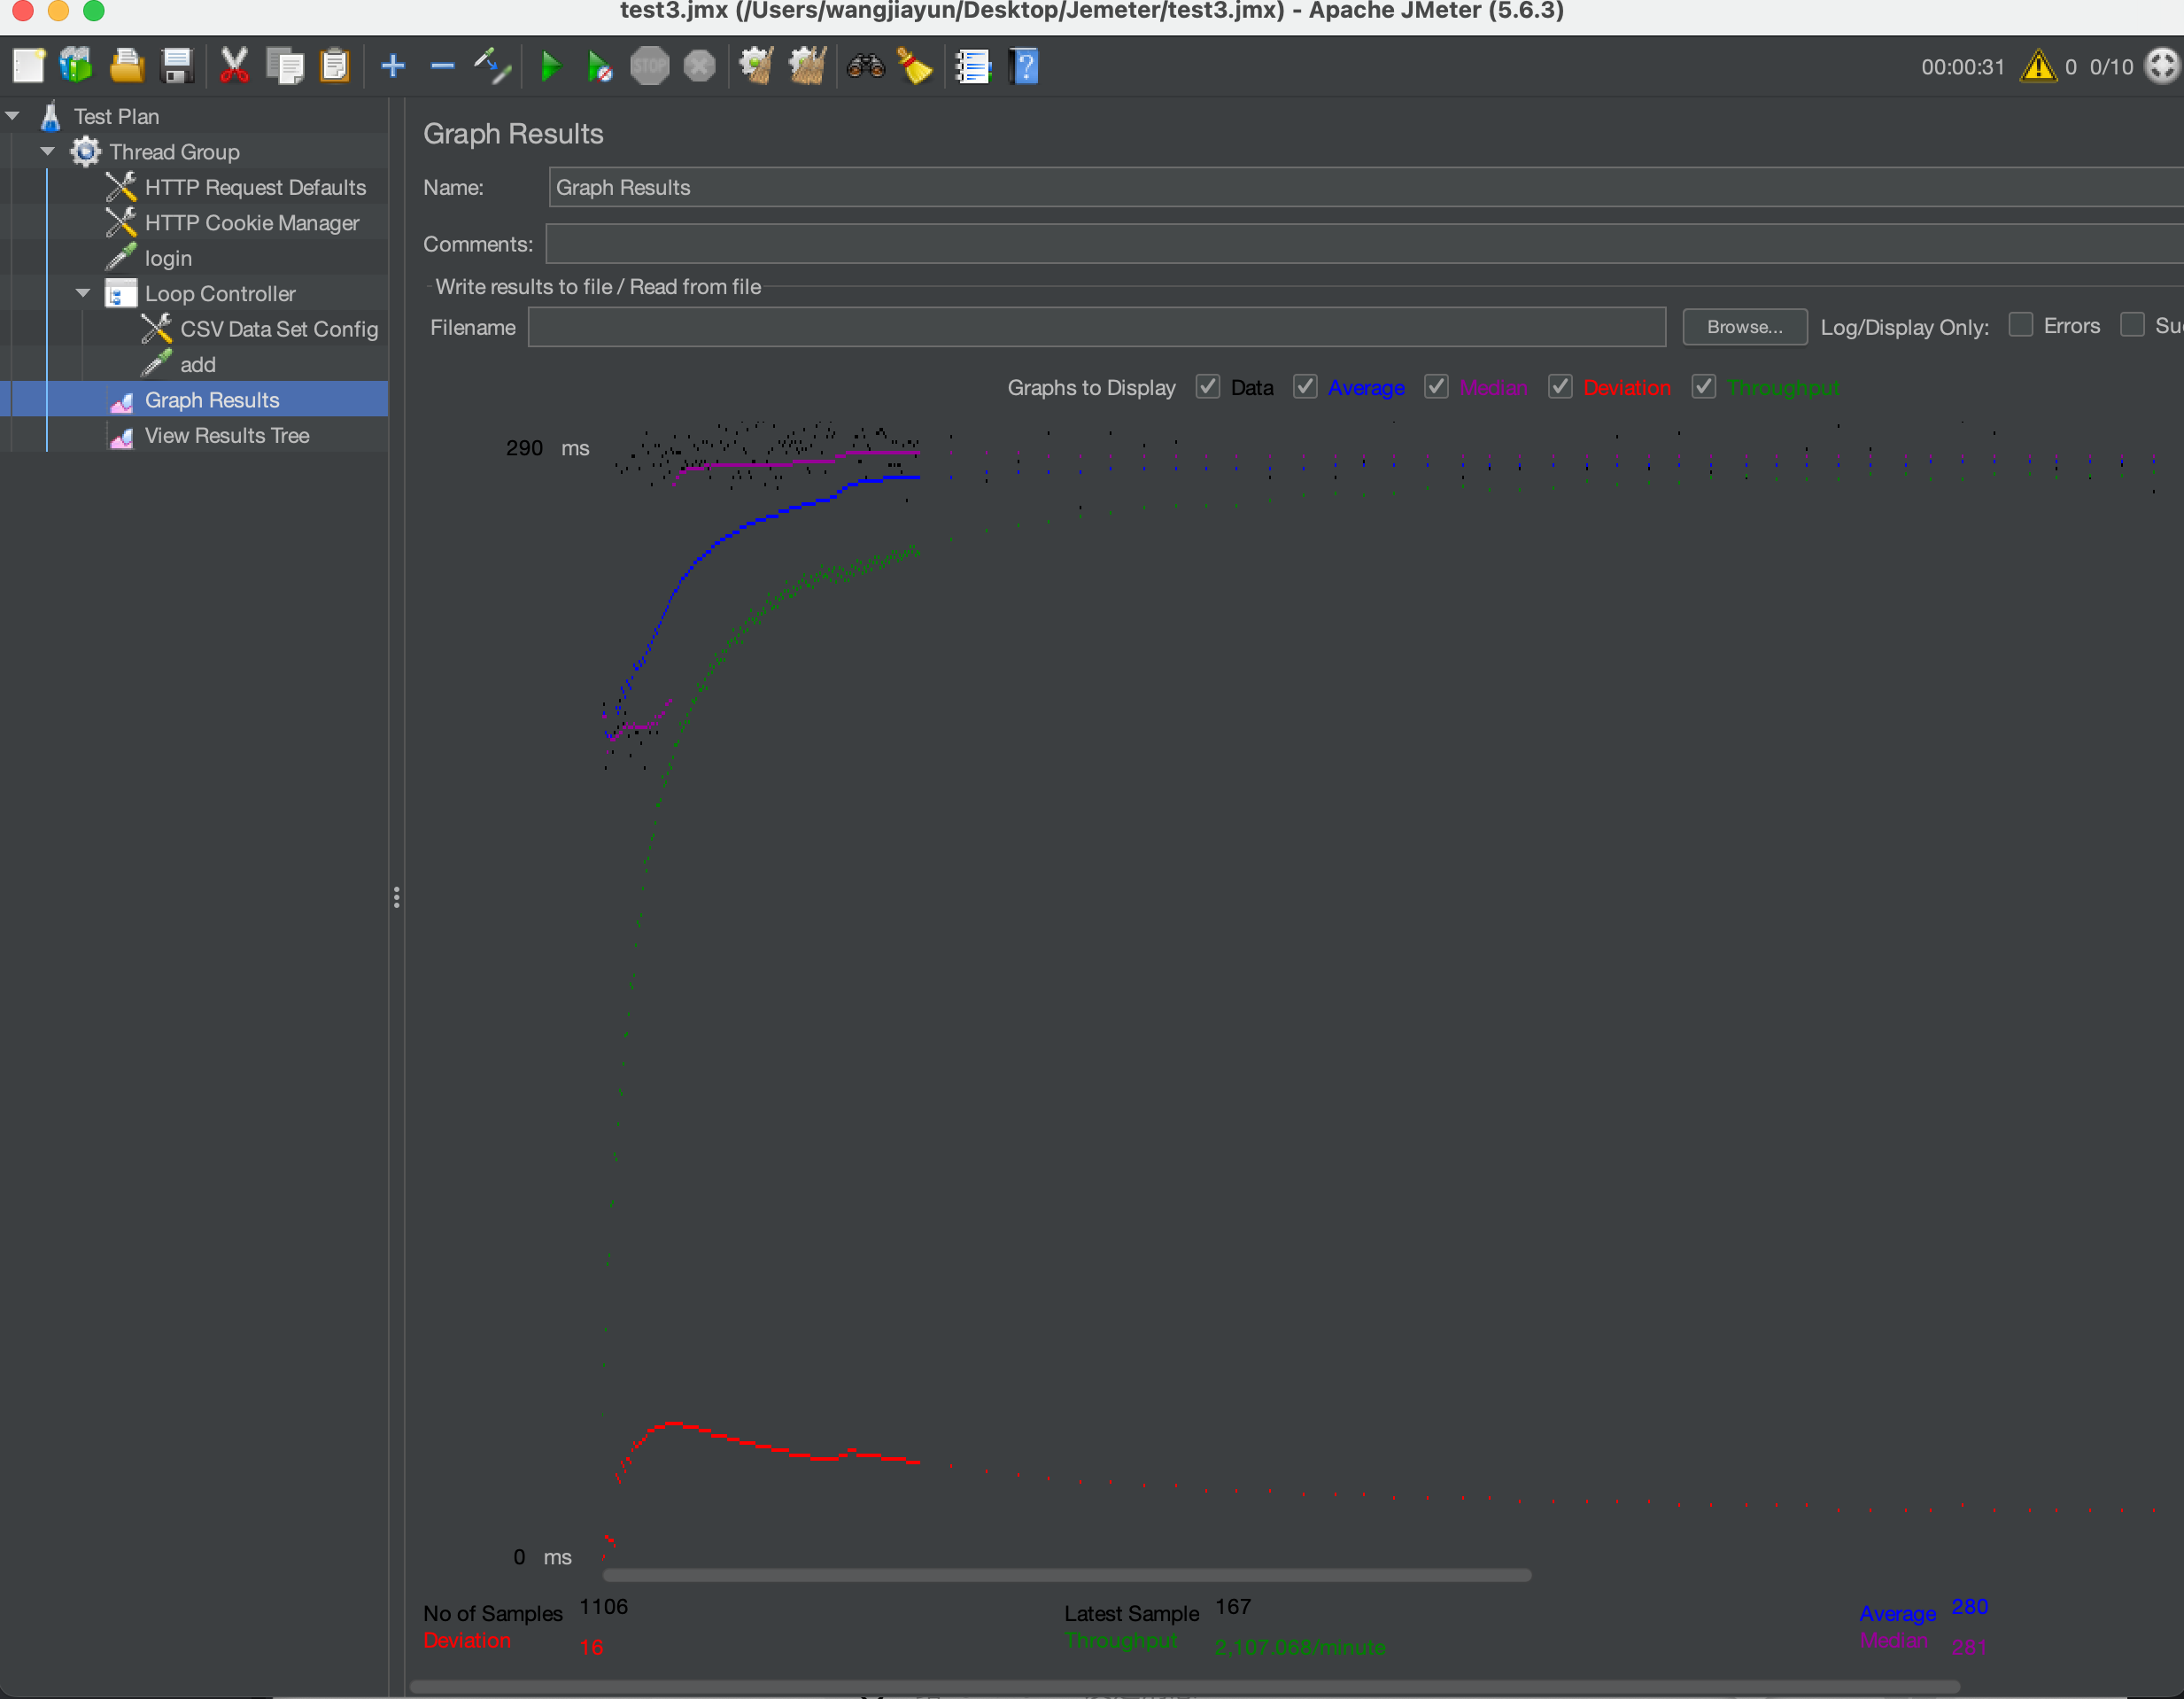 test3.jmx (/Users/wangjiayun/Desktop/Jemeter/test3.jmx) - Apache JMeter (5.6.3)
STOP
00:00:31 0 0/10
Test Plan
Thread Group
HTTP Request Defaults
HTTP Cookie Manager
login
Loop Controller
CSV Data Set Config
add
Graph Results
View Results Tree
Graph Results
Name: Graph Results
Comments:
Write results to file / Read from file
Filename Browse... Log/Display Only: Errors Su
Graphs to Display Data Average Median Deviation Throughput
290 ms
0 ms
No of Samples 1106 Latest Sample 167 Average 280
Deviation 16 Throughput 2,107.068/minute Median 281